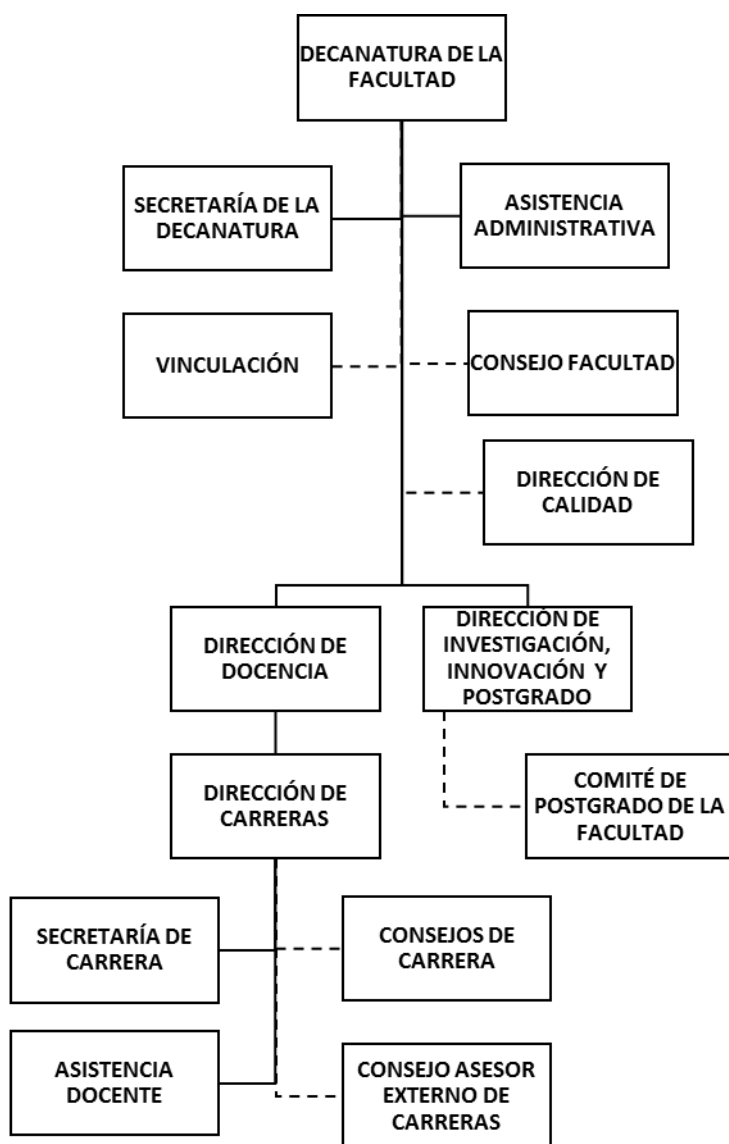 DECANATURA DE LA
FACULTAD
SECRETARÍA DE LA
DECANATURA
ASISTENCIA
ADMINISTRATIVA
VINCULACIÓN
CONSEJO FACULTAD
DIRECCIÓN DE
CALIDAD
DIRECCIÓN DE
DOCENCIA
DIRECCIÓN DE
INVESTIGACIÓN,
INNOVACIÓN Y
POSTGRADO
DIRECCIÓN DE
CARRERAS
COMITÉ DE
POSTGRADO DE LA
FACULTAD
SECRETARÍA DE
CARRERA
CONSEJOS DE
CARRERA
ASISTENCIA
DOCENTE
CONSEJO ASESOR
EXTERNO DE
CARRERAS